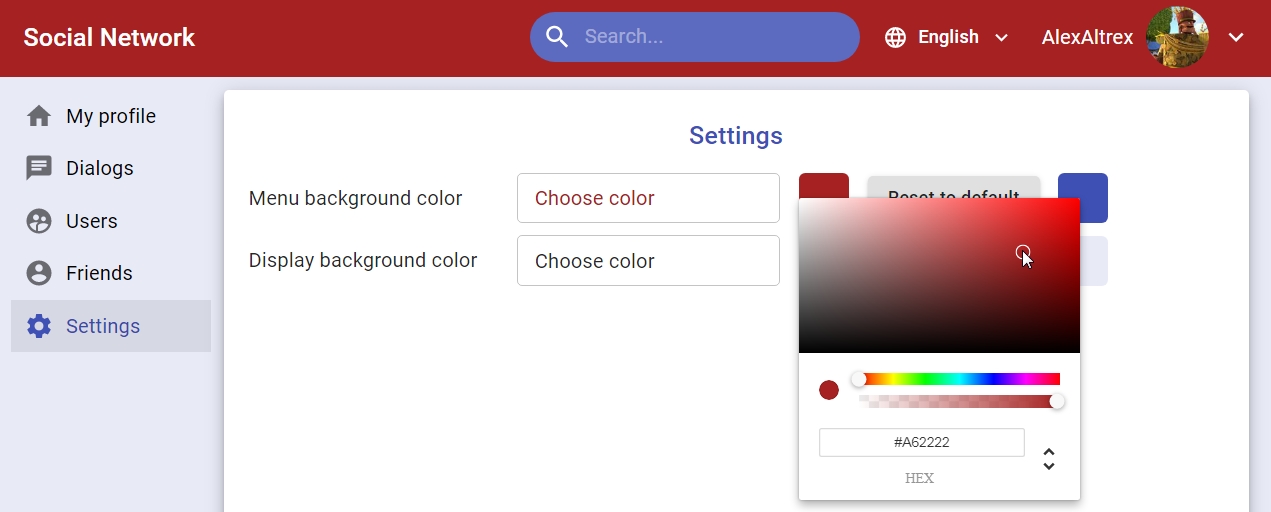 Social Network
Search...
English
AlexAltrex
My profile
Dialogs
Users
Friends
Settings
Settings
Menu background color
Choose color
Reset to default
Display background color
Choose color
#A62222
HEX